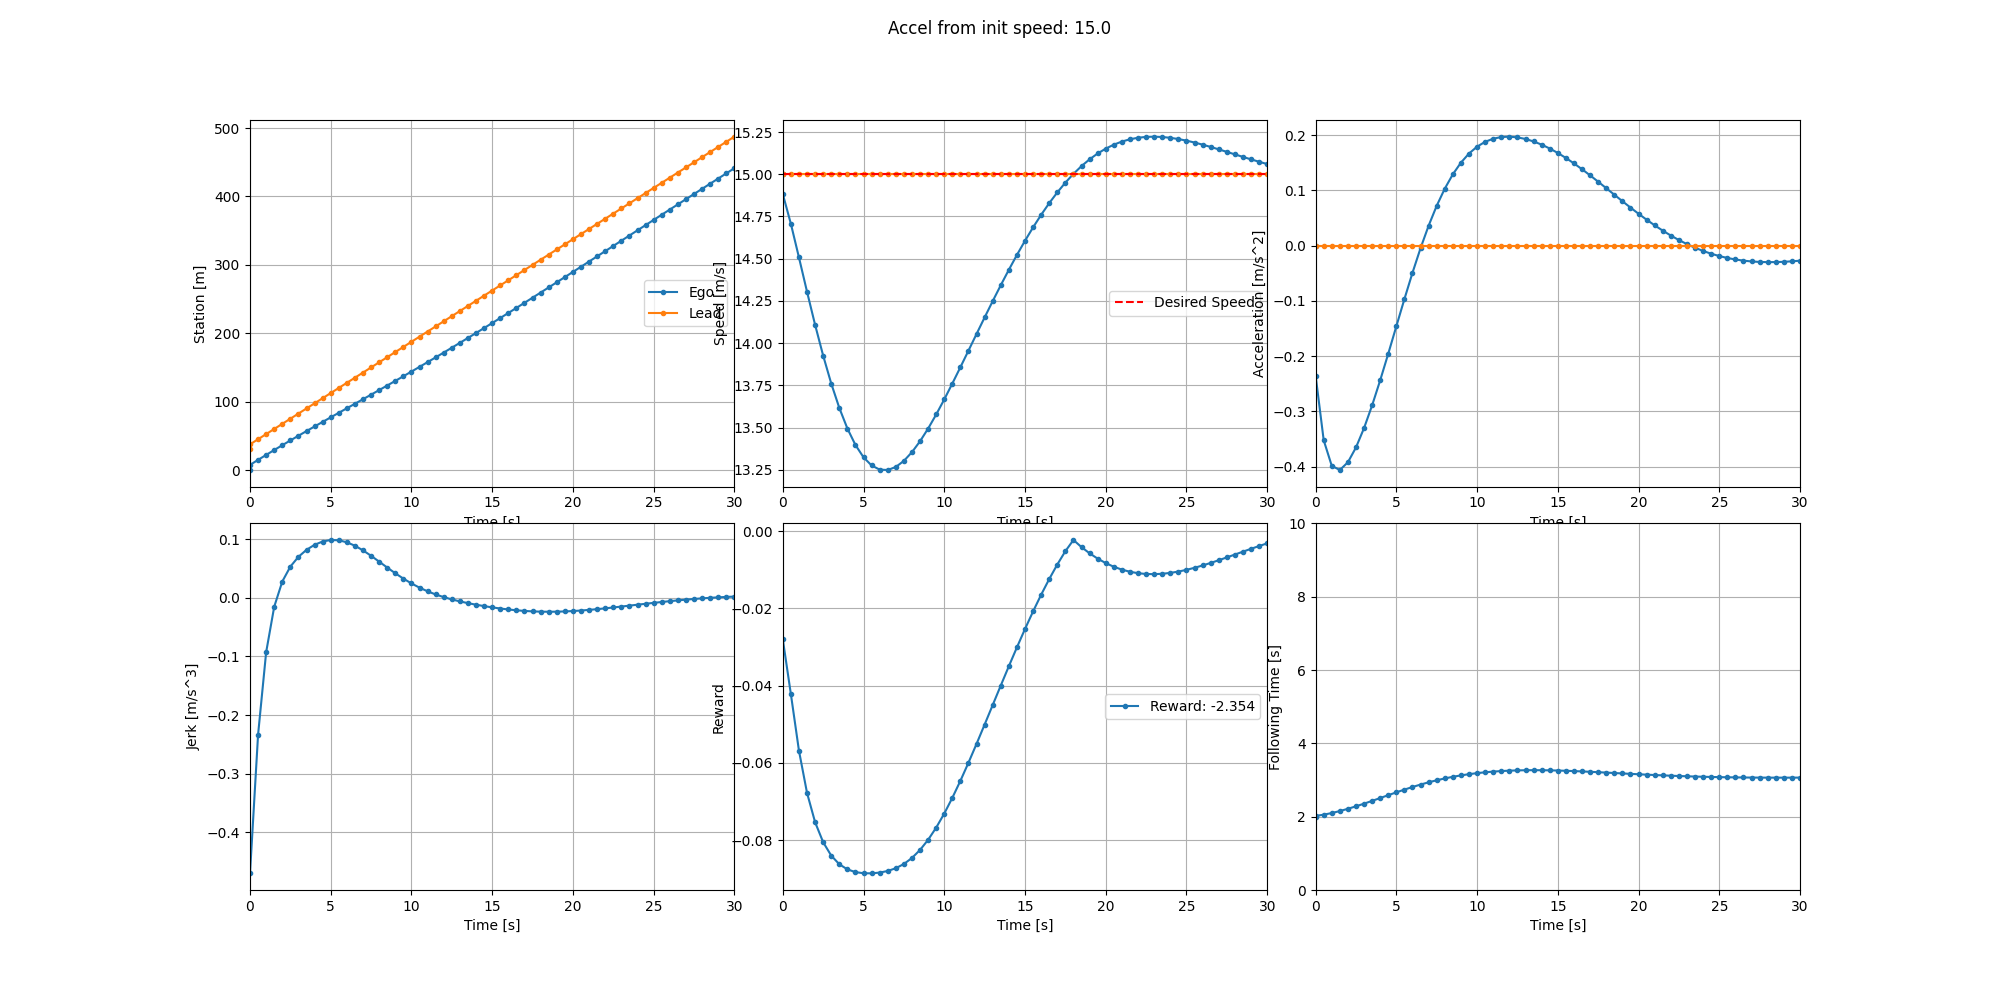 Accel from init speed: 15.0
Station [m]
500
400
300
200
100
0
0 5 10 15 20 25 30
Time [s]
Ego
Lead
Speed [m/s]
15.25
15.00
14.75
14.50
14.25
14.00
13.75
13.50
13.25
0 5 10 15 20 25 30
Time [s]
Desired Speed
Acceleration [m/s^2]
0.2
0.1
0.0
−0.1
−0.2
−0.3
−0.4
0 5 10 15 20 25 30
Time [s]
Jerk [m/s^3]
0.1
0.0
−0.1
−0.2
−0.3
−0.4
0 5 10 15 20 25 30
Time [s]
Reward
0.00
−0.02
−0.04
−0.06
−0.08
0 5 10 15 20 25 30
Time [s]
Reward: -2.354
Following Time [s]
10
8
6
4
2
0
0 5 10 15 20 25 30
Time [s]